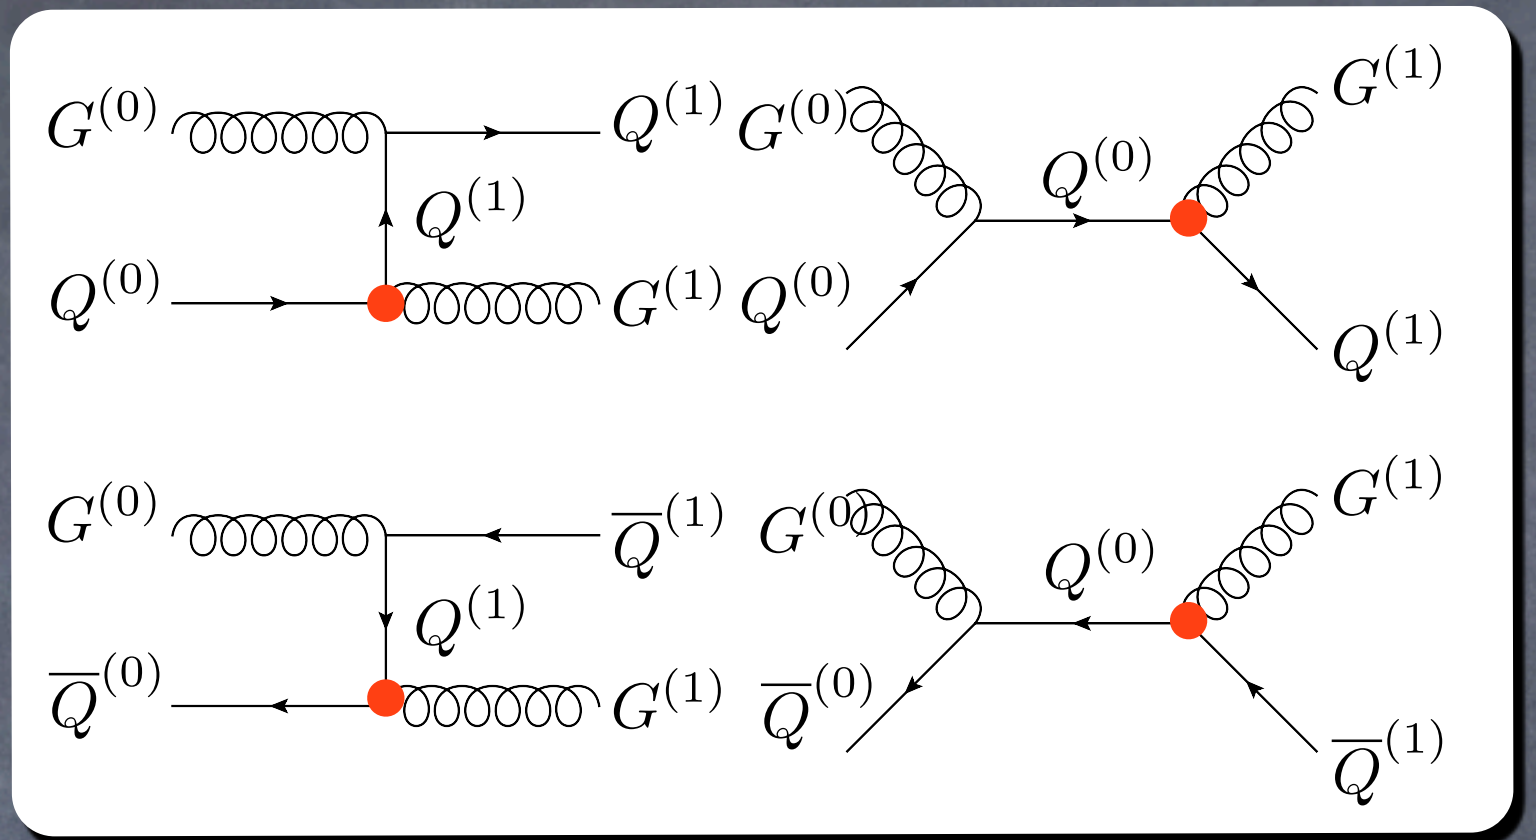 G^(0) Q^(1)
Q^(1)
Q^(0) G^(1)
G^(0) G^(1)
Q^(0)
Q^(0) Q^(1)
G^(0) Q̅^(1)
Q^(1)
Q̅^(0) G^(1)
G^(0) G^(1)
Q^(0)
Q̅^(0) Q̅^(1)